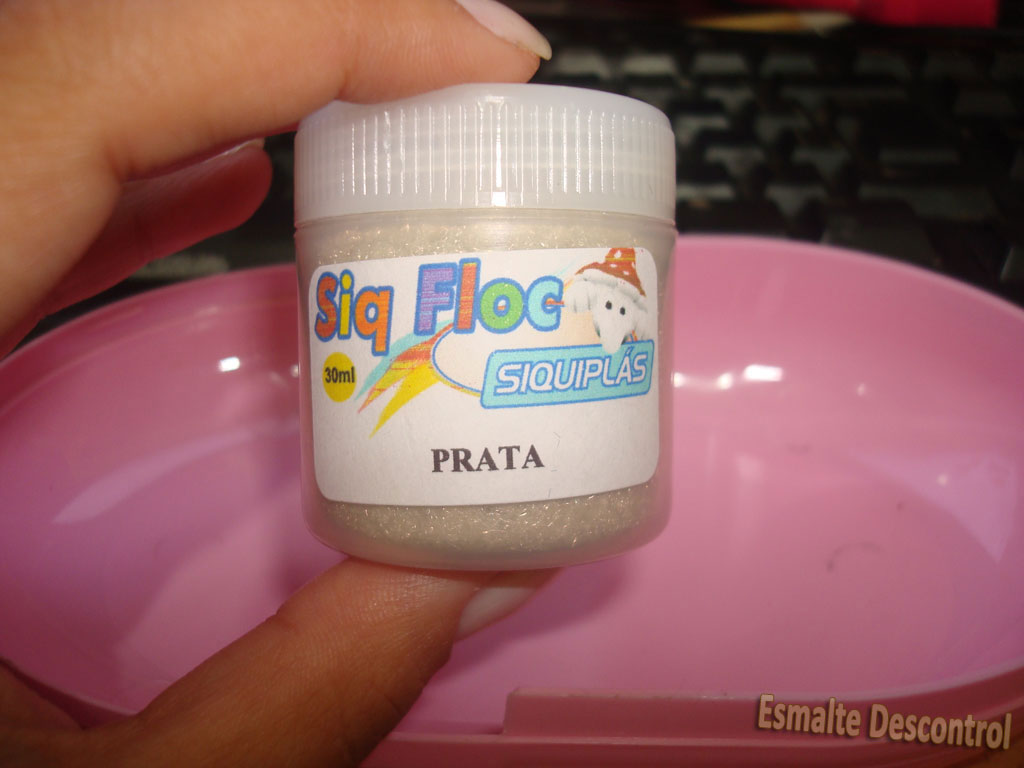 Siq Floc
30ml
SIQUIPLÁS
PRATA
Esmalte Descontrol